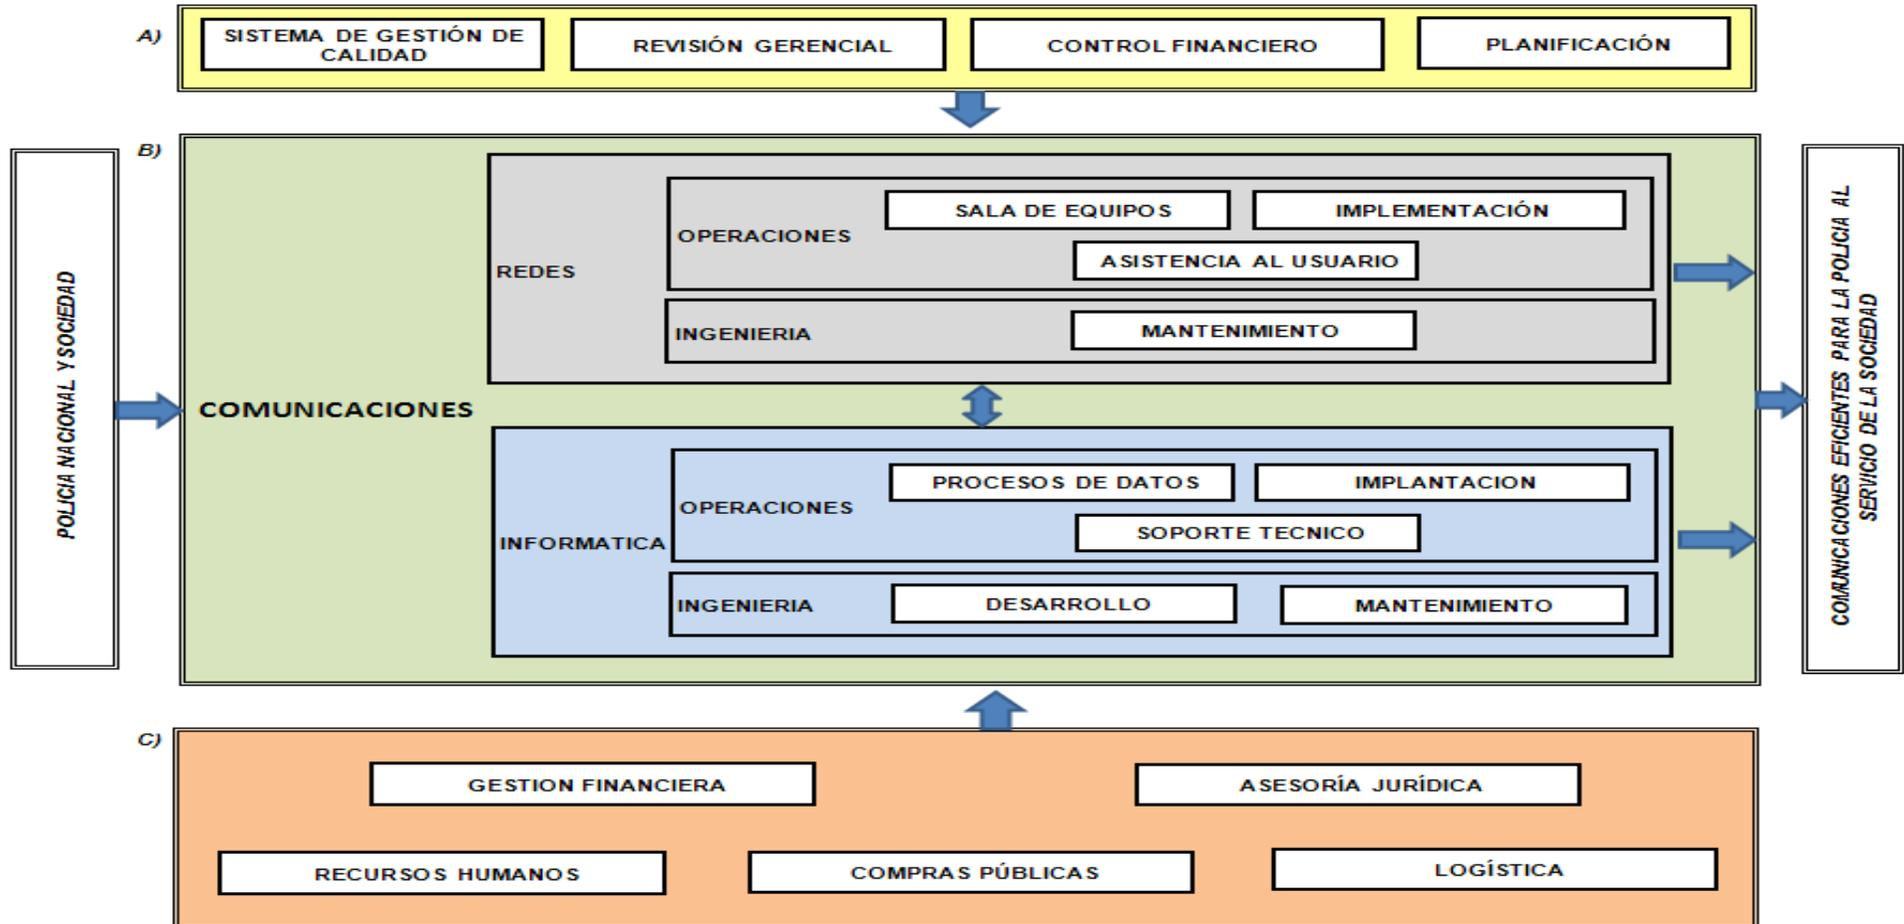 A)
SISTEMA DE GESTIÓN DE
CALIDAD
REVISIÓN GERENCIAL
CONTROL FINANCIERO
PLANIFICACIÓN
B)
POLICIA NACIONAL Y SOCIEDAD
COMUNICACIONES
REDES
OPERACIONES
SALA DE EQUIPOS
IMPLEMENTACIÓN
ASISTENCIA AL USUARIO
INGENIERIA
MANTENIMIENTO
INFORMATICA
OPERACIONES
PROCESOS DE DATOS
IMPLANTACION
SOPORTE TECNICO
INGENIERIA
DESARROLLO
MANTENIMIENTO
COMUNICACIONES EFICIENTES PARA LA POLICIA AL
SERVICIO DE LA SOCIEDAD
C)
GESTION FINANCIERA
ASESORÍA JURÍDICA
RECURSOS HUMANOS
COMPRAS PÚBLICAS
LOGÍSTICA